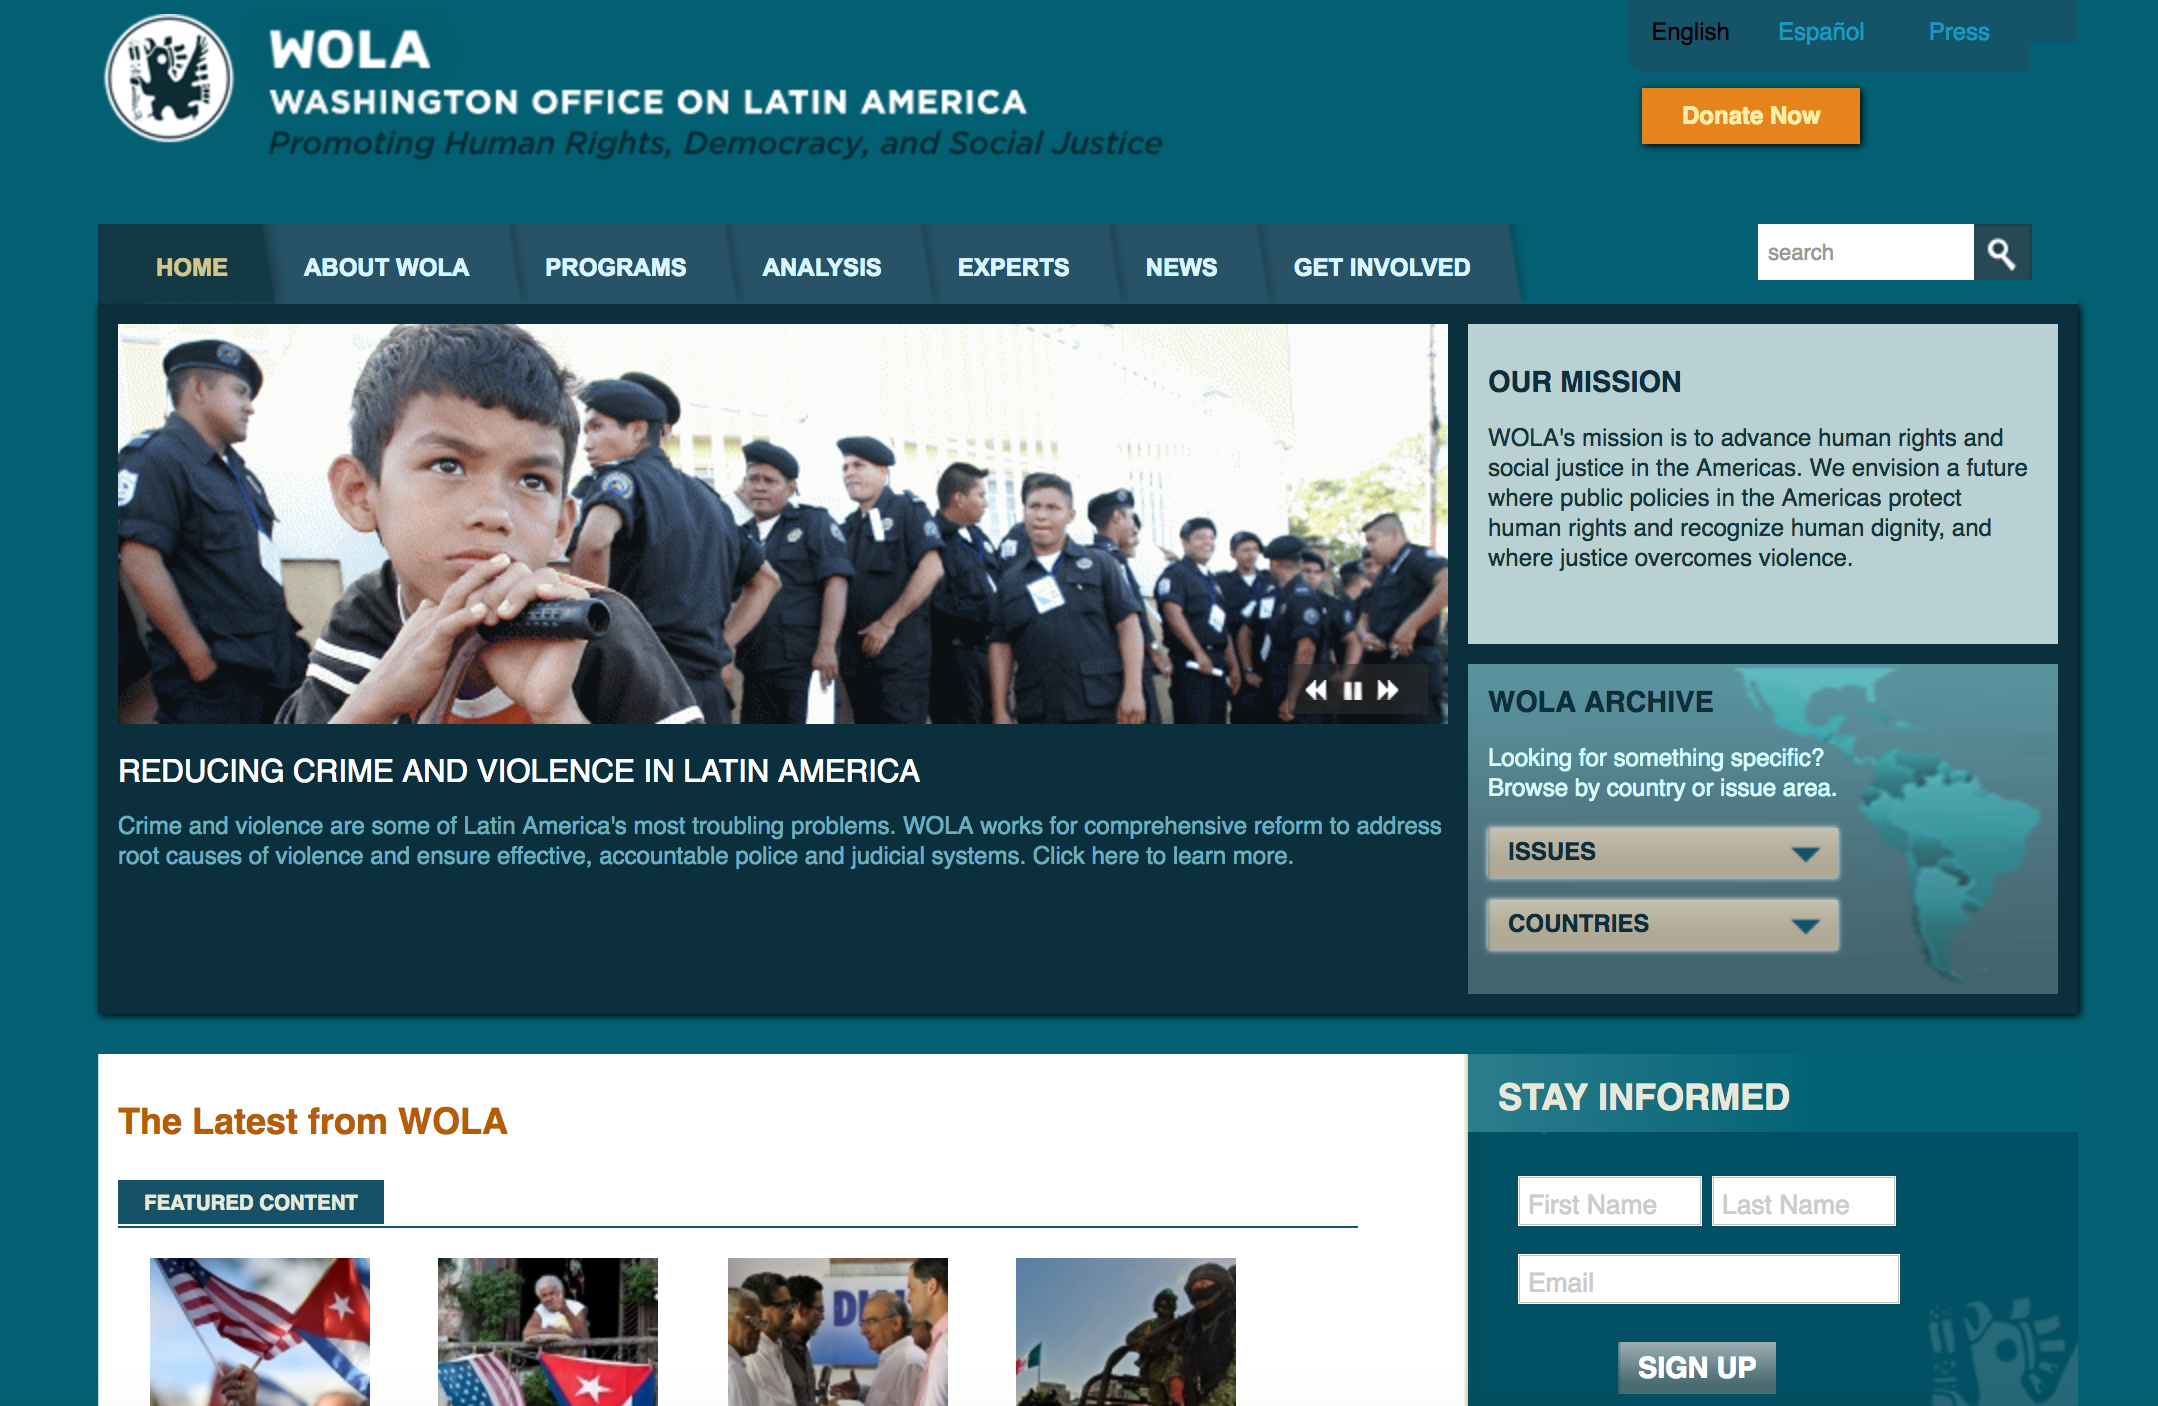 WOLA
WASHINGTON OFFICE ON LATIN AMERICA
Promoting Human Rights, Democracy, and Social Justice
English Español Press
Donate Now
HOME ABOUT WOLA PROGRAMS ANALYSIS EXPERTS NEWS GET INVOLVED
search
REDUCING CRIME AND VIOLENCE IN LATIN AMERICA
Crime and violence are some of Latin America's most troubling problems. WOLA works for comprehensive reform to address
root causes of violence and ensure effective, accountable police and judicial systems. Click here to learn more.
OUR MISSION
WOLA's mission is to advance human rights and
social justice in the Americas. We envision a future
where public policies in the Americas protect
human rights and recognize human dignity, and
where justice overcomes violence.
WOLA ARCHIVE
Looking for something specific?
Browse by country or issue area.
ISSUES
COUNTRIES
The Latest from WOLA
FEATURED CONTENT
STAY INFORMED
First Name Last Name
Email
SIGN UP